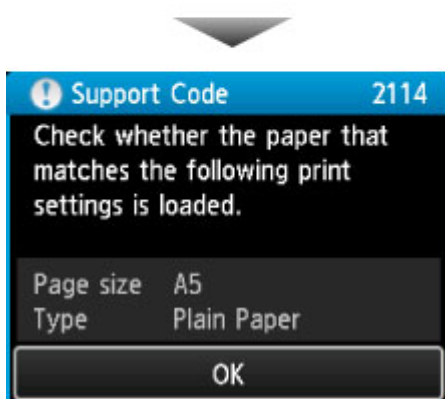 Support Code 2114
Check whether the paper that
matches the following print
settings is loaded.
Page size A5
Type Plain Paper
OK